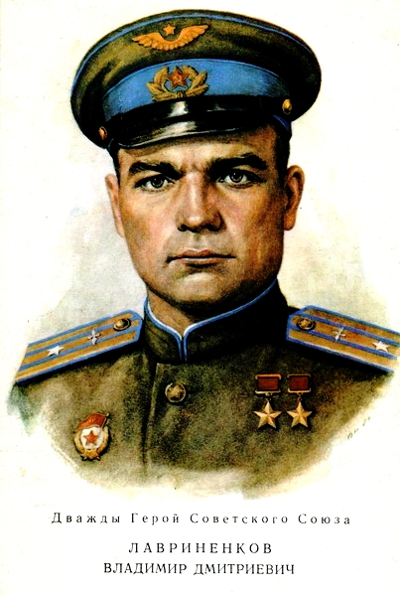 Дважды Герой Советского Союза
ЛАВРИНЕНКОВ
ВЛАДИМИР ДМИТРИЕВИЧ